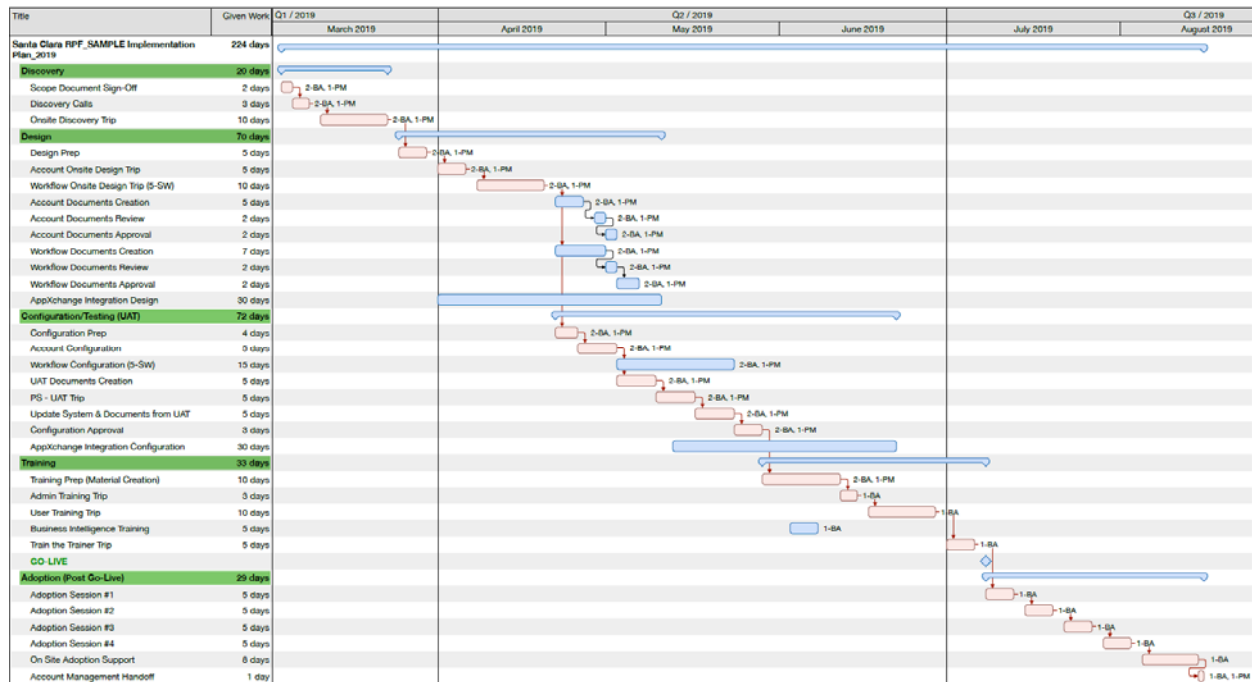 Title Given Work Q1 / 2019 Q2 / 2019 Q3 / 2019
March 2019 April 2019 May 2019 June 2019 July 2019 August 2019
Santa Clara RPF_SAMPLE Implementation 224 days
Plan_2019
Discovery 20 days
Scope Document Sign-Off 2 days 2-BA, 1-PM
Discovery Calls 3 days 2-BA, 1-PM
Onsite Discovery Trip 10 days 2-BA, 1-PM
Design 70 days
Design Prep 5 days 2-BA, 1-PM
Account Onsite Design Trip 5 days 2-BA, 1-PM
Workflow Onsite Design Trip (5-SW) 10 days 2-BA, 1-PM
Account Documents Creation 5 days 2-BA, 1-PM
Account Documents Review 2 days 2-BA, 1-PM
Account Documents Approval 2 days 2-BA, 1-PM
Workflow Documents Creation 7 days 2-BA, 1-PM
Workflow Documents Review 2 days 2-BA, 1-PM
Workflow Documents Approval 2 days 2-BA, 1-PM
AppXchange Integration Design 30 days
Configuration/Testing (UAT) 72 days
Configuration Prep 4 days 2-BA, 1-PM
Account Configuration 5 days 2-BA, 1-PM
Workflow Configuration (5-SW) 15 days 2-BA, 1-PM
UAT Documents Creation 5 days 2-BA, 1-PM
PS - UAT Trip 5 days 2-BA, 1-PM
Update System & Documents from UAT 5 days 2-BA, 1-PM
Configuration Approval 3 days 2-BA, 1-PM
AppXchange Integration Configuration 30 days
Training 33 days
Training Prep (Material Creation) 10 days 2-BA, 1-PM
Admin Training Trip 3 days 1-BA
User Training Trip 10 days 1-BA
Business Intelligence Training 5 days 1-BA
Train the Trainer Trip 5 days 1-BA
GO-LIVE
Adoption (Post Go-Live) 29 days
Adoption Session #1 5 days 1-BA
Adoption Session #2 5 days 1-BA
Adoption Session #3 5 days 1-BA
Adoption Session #4 5 days 1-BA
On Site Adoption Support 8 days 1-BA
Account Management Handoff 1 day 1-BA, 1-PM